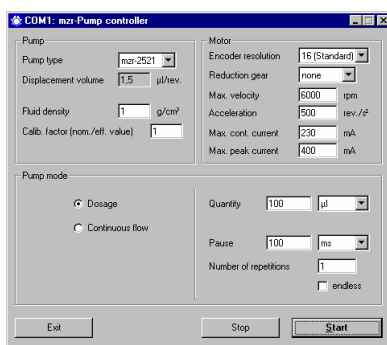 COM1: mzr-Pump controller
Pump
Pump type mzr-2521
Displacement volume 1,5 µl/rev.
Fluid density 1 g/cm³
Calib. factor (nom./eff. value) 1
Motor
Encoder resolution 16 (Standard)
Reduction gear none
Max. velocity 6000 rpm
Acceleration 500 rev./s²
Max. cont. current 230 mA
Max. peak current 400 mA
Pump mode
Dosage
Continuous flow
Quantity 100 µl
Pause 100 ms
Number of repetitions 1
endless
Exit Stop Start